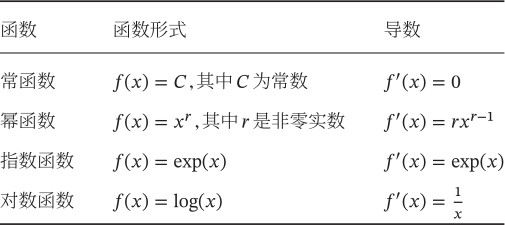 函数 函数形式 导数
常函数 f(x) = C, 其中 C 为常数 f′(x) = 0
幂函数 f(x) = x^r, 其中 r 是非零实数 f′(x) = rx^{r−1}
指数函数 f(x) = exp(x) f′(x) = exp(x)
对数函数 f(x) = log(x) f′(x) = \frac{1}{x}